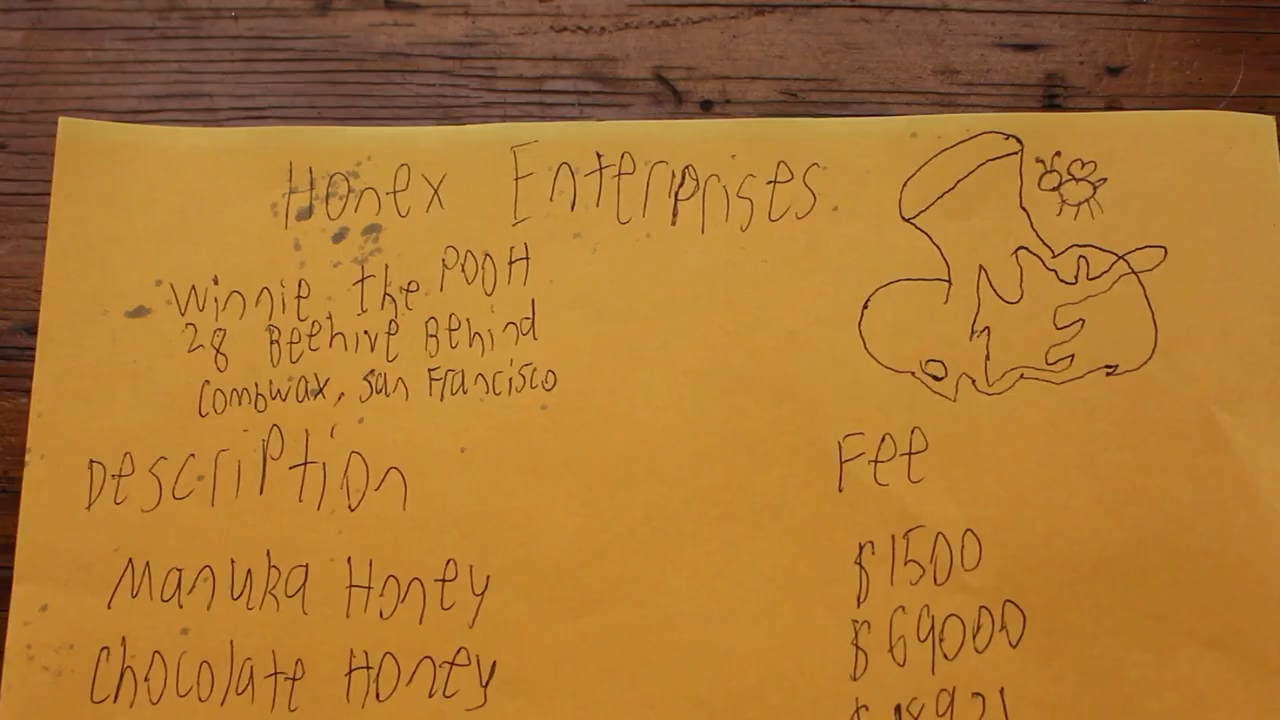 Honex Enterprises
Winnie the POOH
28 Beehive Behind
Combwax, San Francisco
Description Fee
Manuka Honey $1500
Chocolate Honey $69000